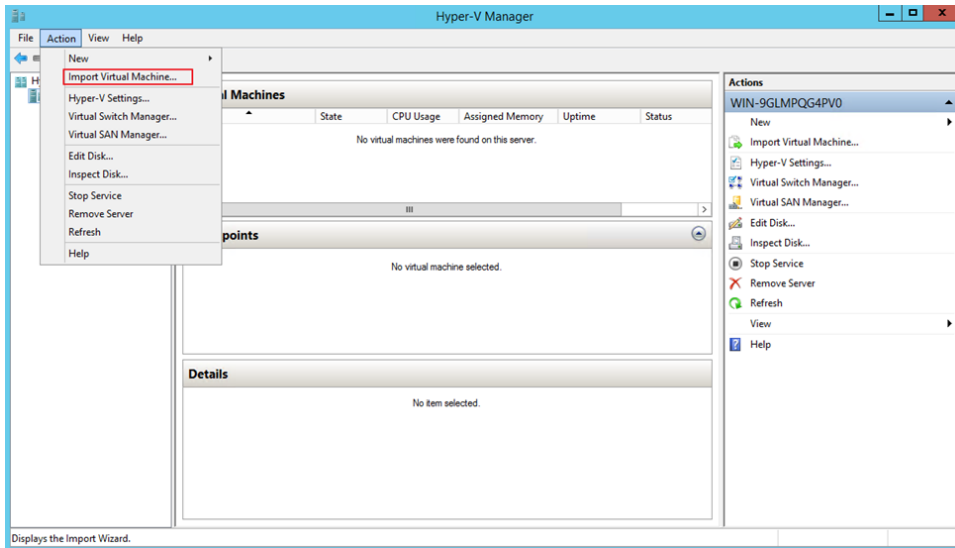 Hyper-V Manager
File Action View Help
New
Import Virtual Machine...
Hyper-V Settings...
Virtual Switch Manager...
Virtual SAN Manager...
Edit Disk...
Inspect Disk...
Stop Service
Remove Server
Refresh
Help
Machines
State CPU Usage Assigned Memory Uptime Status
No virtual machines were found on this server.
points
No virtual machine selected.
Details
No item selected.
Actions
WIN-9GLMPQG4PV0
New
Import Virtual Machine...
Hyper-V Settings...
Virtual Switch Manager...
Virtual SAN Manager...
Edit Disk...
Inspect Disk...
Stop Service
Remove Server
Refresh
View
Help
Displays the Import Wizard.